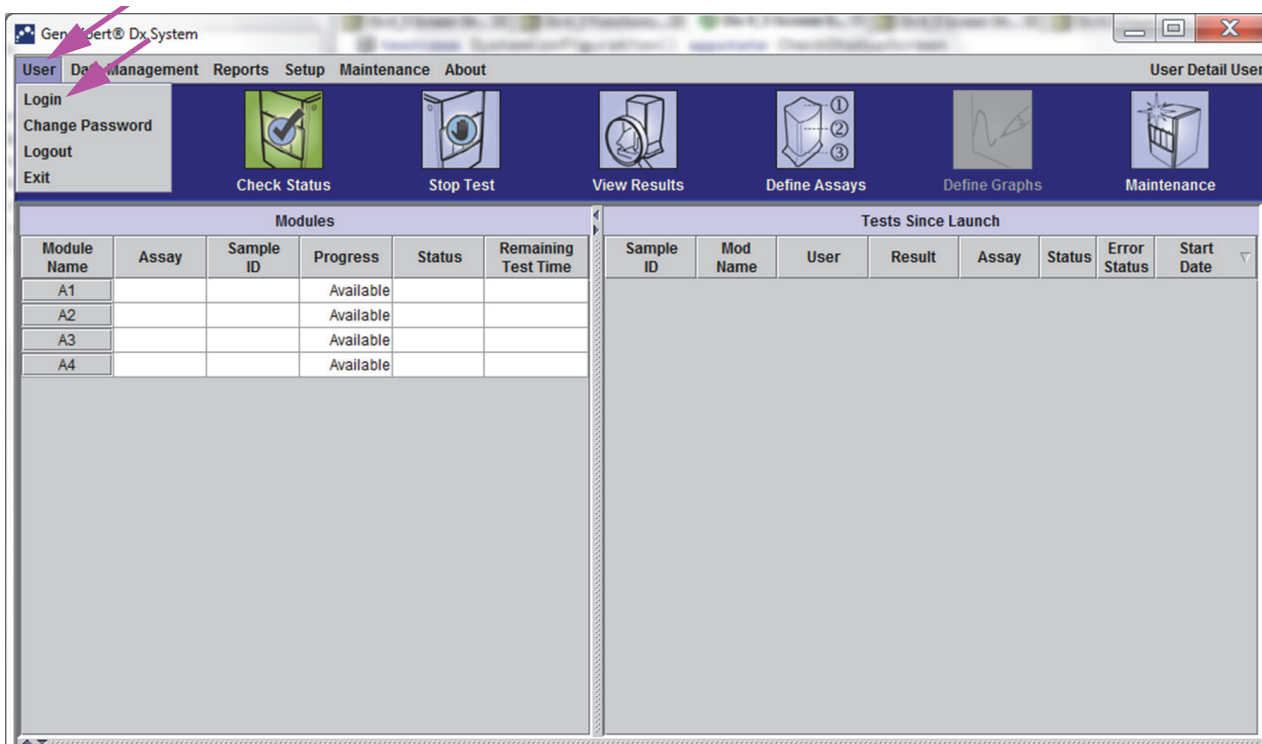 GeneXpert® Dx System
User Data Management Reports Setup Maintenance About User Detail User
Login
Change Password
Logout
Exit
Check Status Stop Test View Results Define Assays Define Graphs Maintenance
① ② ③
Modules
Module Name Assay Sample ID Progress Status Remaining Test Time
A1 Available
A2 Available
A3 Available
A4 Available
Tests Since Launch
Sample ID Mod Name User Result Assay Status Error Status Start Date